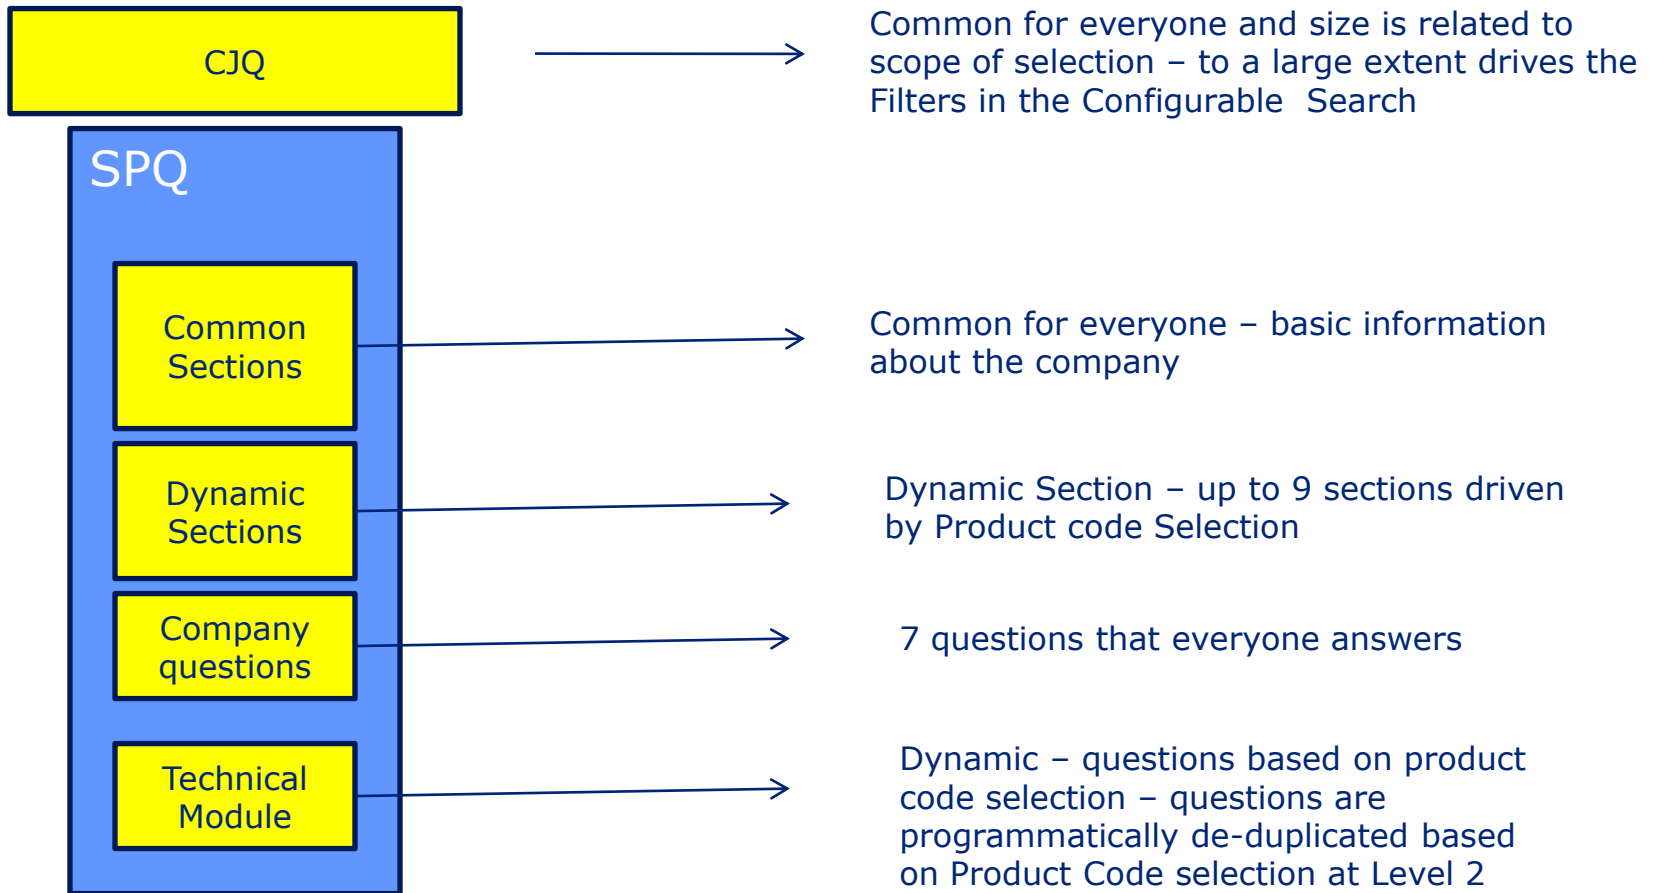 CJQ
Common for everyone and size is related to
scope of selection – to a large extent drives the
Filters in the Configurable Search
SPQ
Common
Sections
Common for everyone – basic information
about the company
Dynamic
Sections
Dynamic Section – up to 9 sections driven
by Product code Selection
Company
questions
7 questions that everyone answers
Technical
Module
Dynamic – questions based on product
code selection – questions are
programmatically de-duplicated based
on Product Code selection at Level 2